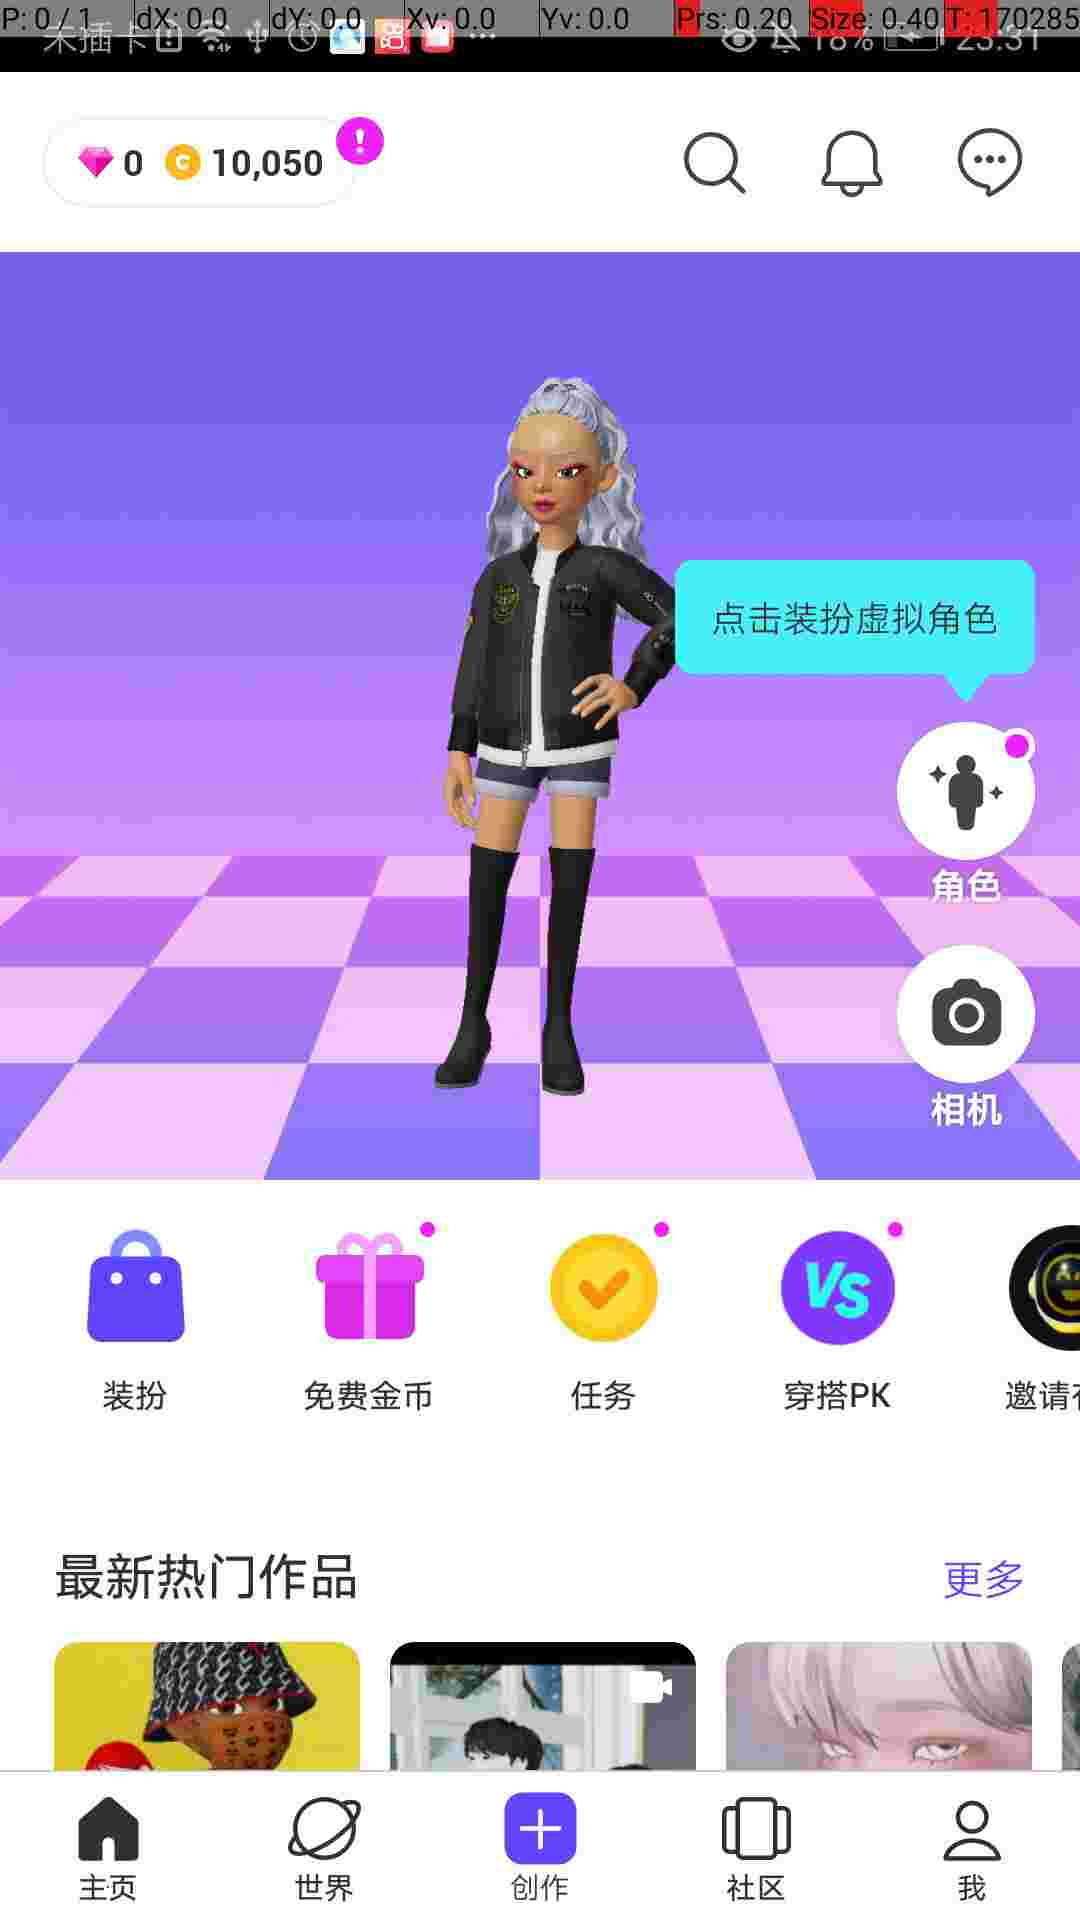 P: 0 / 1 dX: 0.0 dY: 0.0 Xv: 0.0 Yv: 0.0 Prs: 0.20 Size: 0.40 T: 170285
未插卡 18% 23:31
0 C 10,050 !
点击装扮虚拟角色
角色
相机
VS
装扮 免费金币 任务 穿搭PK 邀请
最新热门作品 更多
主页 世界 创作 社区 我